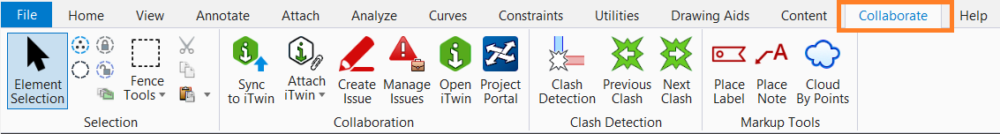 File Home View Annotate Attach Analyze Curves Constraints Utilities Drawing Aids Content Collaborate Help
Element
Selection
Fence
Tools
Selection
Sync
to iTwin
Attach
iTwin
Create
Issue
Manage
Issues
Open
iTwin
Project
Portal
Collaboration
Clash
Detection
Previous
Clash
Next
Clash
Clash Detection
Place
Label
Place
Note
Cloud
By Points
Markup Tools